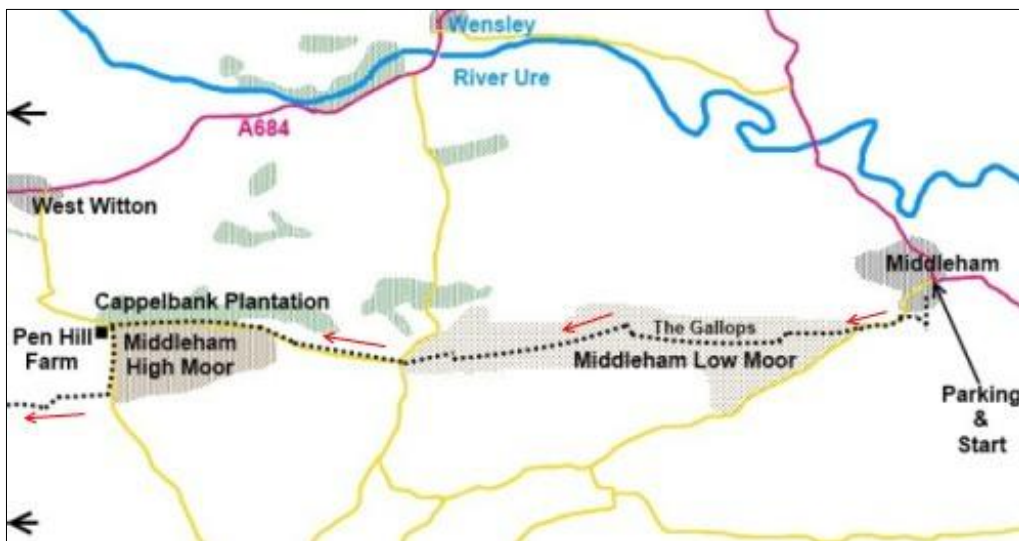 Wensley
River Ure
A684
West Witton
Middleham
Cappelbank Plantation
Pen Hill
Farm
Middleham
High Moor
The Gallops
Middleham Low Moor
Parking
&
Start